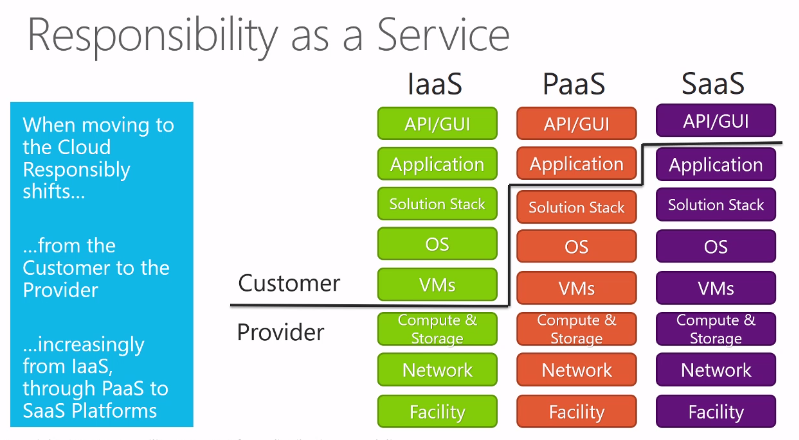 Responsibility as a Service
When moving to
the Cloud
Responsibly
shifts...
...from the
Customer to the
Provider
...increasingly
from IaaS,
through PaaS to
SaaS Platforms
Customer
Provider
IaaS
API/GUI
Application
Solution Stack
OS
VMs
Compute &
Storage
Network
Facility
PaaS
API/GUI
Application
Solution Stack
OS
VMs
Compute &
Storage
Network
Facility
SaaS
API/GUI
Application
Solution Stack
OS
VMs
Compute &
Storage
Network
Facility